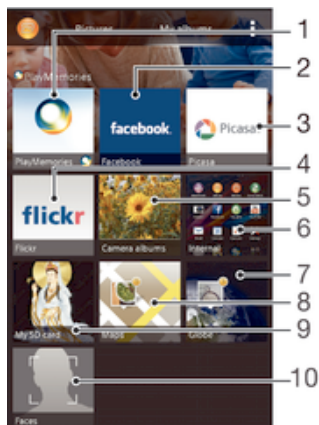 Pictures
My albums
PlayMemories
1
2
facebook
Picasa
3
PlayMemories
Facebook
Picasa
4
flickr
5
6
Flickr
Camera albums
Internal
7
8
My SD card
Maps
Globe
9
10
Faces